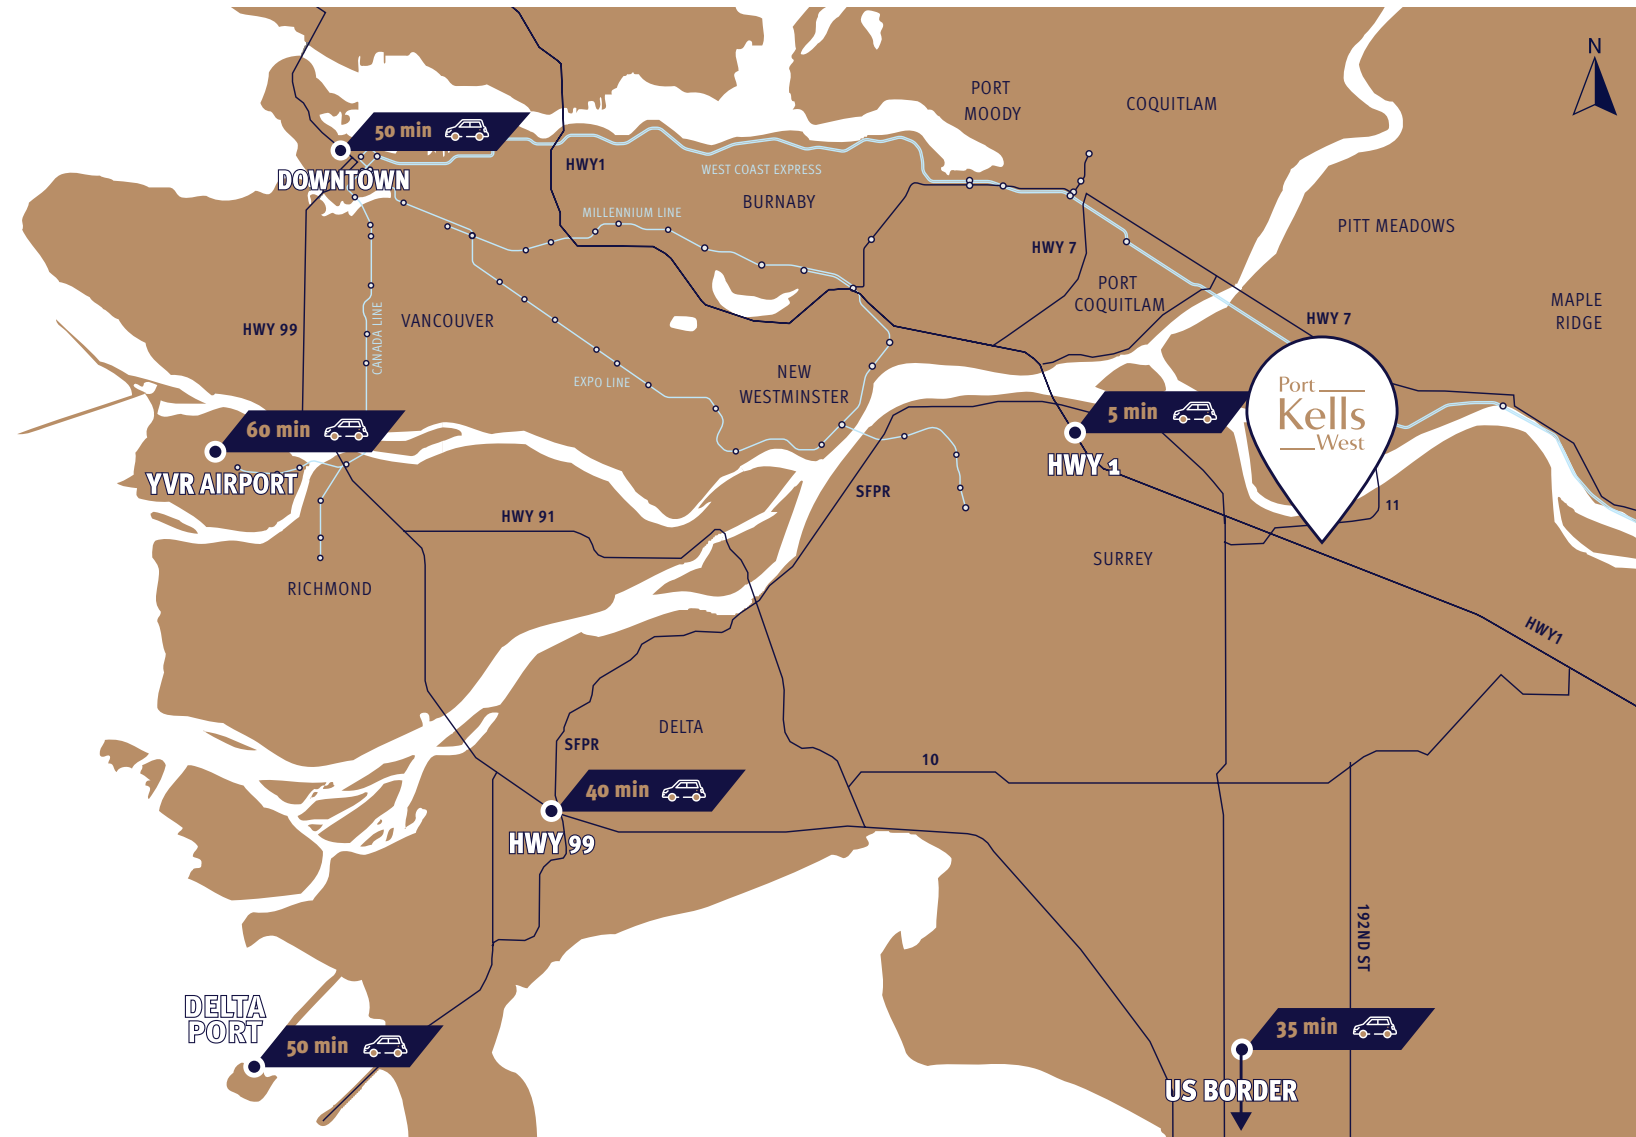 N
PORT
MOODY
COQUITLAM
50 min
DOWNTOWN
HWY1
WEST COAST EXPRESS
BURNABY
MILLENNIUM LINE
HWY 7
PITT MEADOWS
PORT
COQUITLAM
MAPLE
RIDGE
HWY 7
HWY 99
CANADA LINE
VANCOUVER
EXPO LINE
NEW
WESTMINSTER
Port
Kells
West
5 min
HWY 1
60 min
YVR AIRPORT
SFPR
11
HWY 91
SURREY
RICHMOND
HWY1
DELTA
SFPR
10
40 min
HWY 99
192ND ST
DELTA
PORT
50 min
35 min
US BORDER